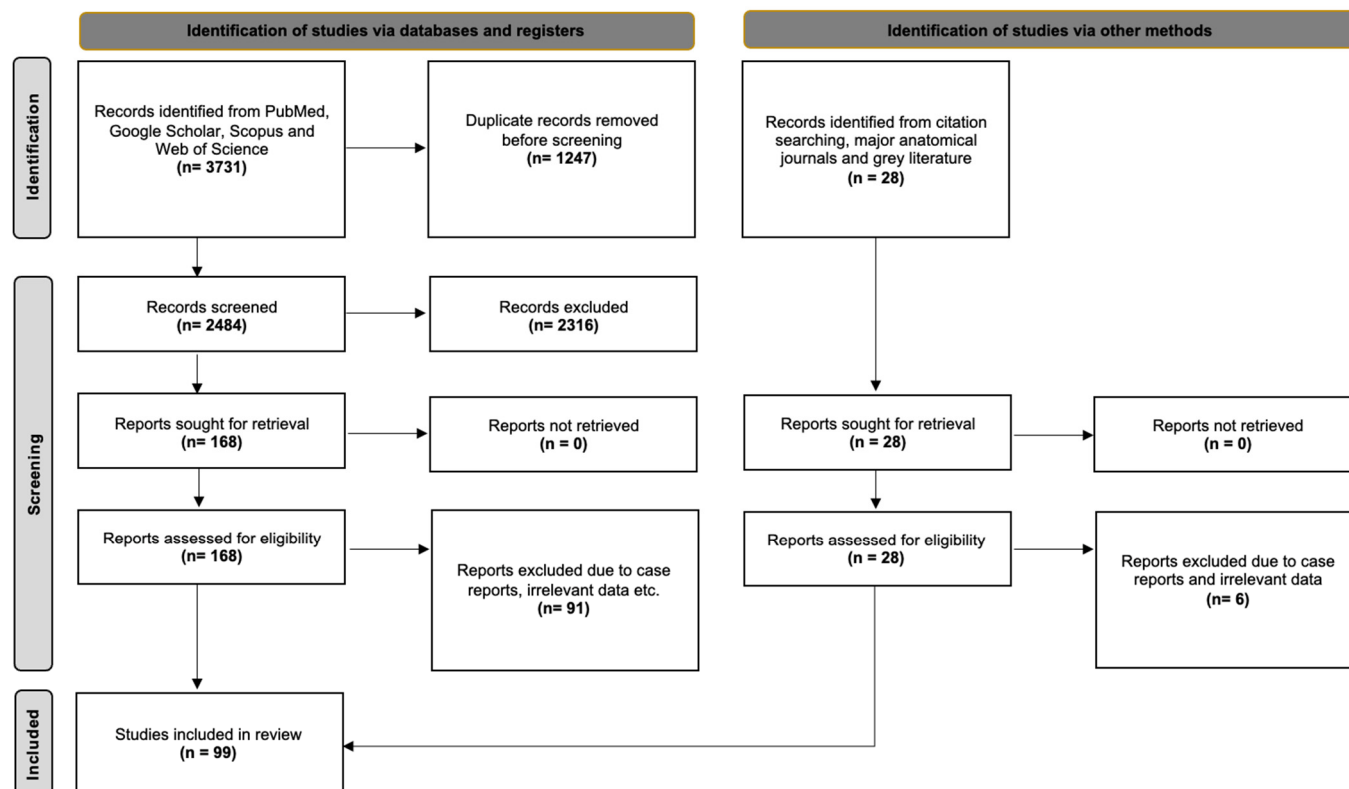 Identification of studies via databases and registers
Identification of studies via other methods
Identification
Records identified from PubMed,
Google Scholar, Scopus and
Web of Science
(n= 3731)
Duplicate records removed
before screening
(n= 1247)
Records identified from citation
searching, major anatomical
journals and grey literature
(n = 28)
Screening
Records screened
(n= 2484)
Records excluded
(n= 2316)
Reports sought for retrieval
(n= 168)
Reports not retrieved
(n = 0)
Reports sought for retrieval
(n = 28)
Reports not retrieved
(n = 0)
Reports assessed for eligibility
(n= 168)
Reports excluded due to case
reports, irrelevant data etc.
(n= 91)
Reports assessed for eligibility
(n = 28)
Reports excluded due to case
reports and irrelevant data
(n= 6)
Included
Studies included in review
(n = 99)